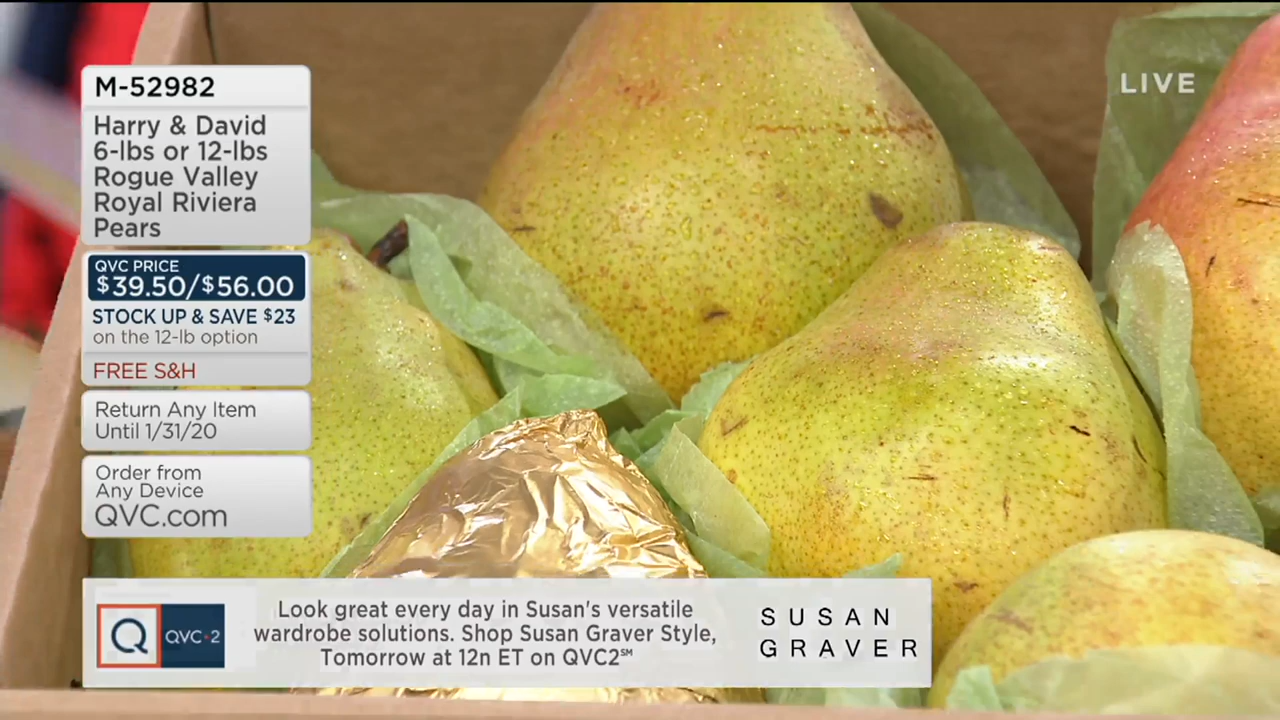 M-52982
Harry & David
6-lbs or 12-lbs
Rogue Valley
Royal Riviera
Pears
QVC PRICE
$39.50/$56.00
STOCK UP & SAVE $23
on the 12-lb option
FREE S&H
Return Any Item
Until 1/31/20
Order from
Any Device
QVC.com
LIVE
Q QVC•2
Look great every day in Susan's versatile
wardrobe solutions. Shop Susan Graver Style,
Tomorrow at 12n ET on QVC2℠
SUSAN
GRAVER